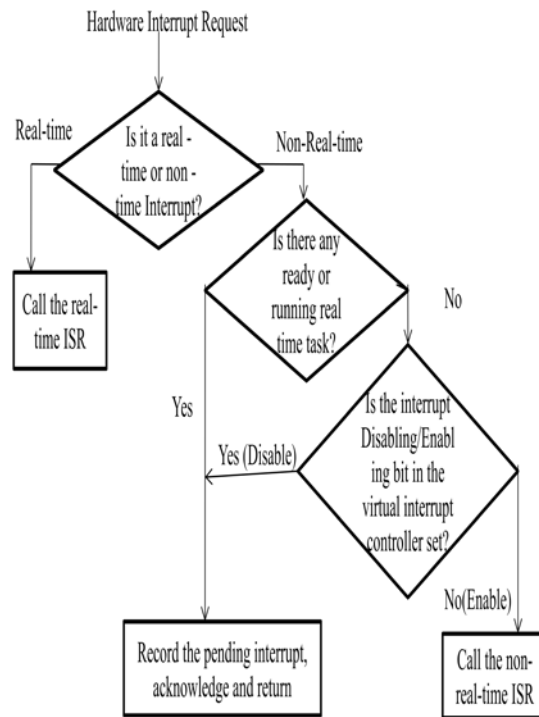 Hardware Interrupt Request
Real-time
Is it a real -
time or non -
time Interrupt?
Non-Real-time
Call the real-
time ISR
Is there any
ready or
running real
time task?
No
Yes
Yes (Disable)
Is the interrupt
Disabling/Enabl
ing bit in the
virtual interrupt
controller set?
No(Enable)
Record the pending interrupt,
acknowledge and return
Call the non-
real-time ISR